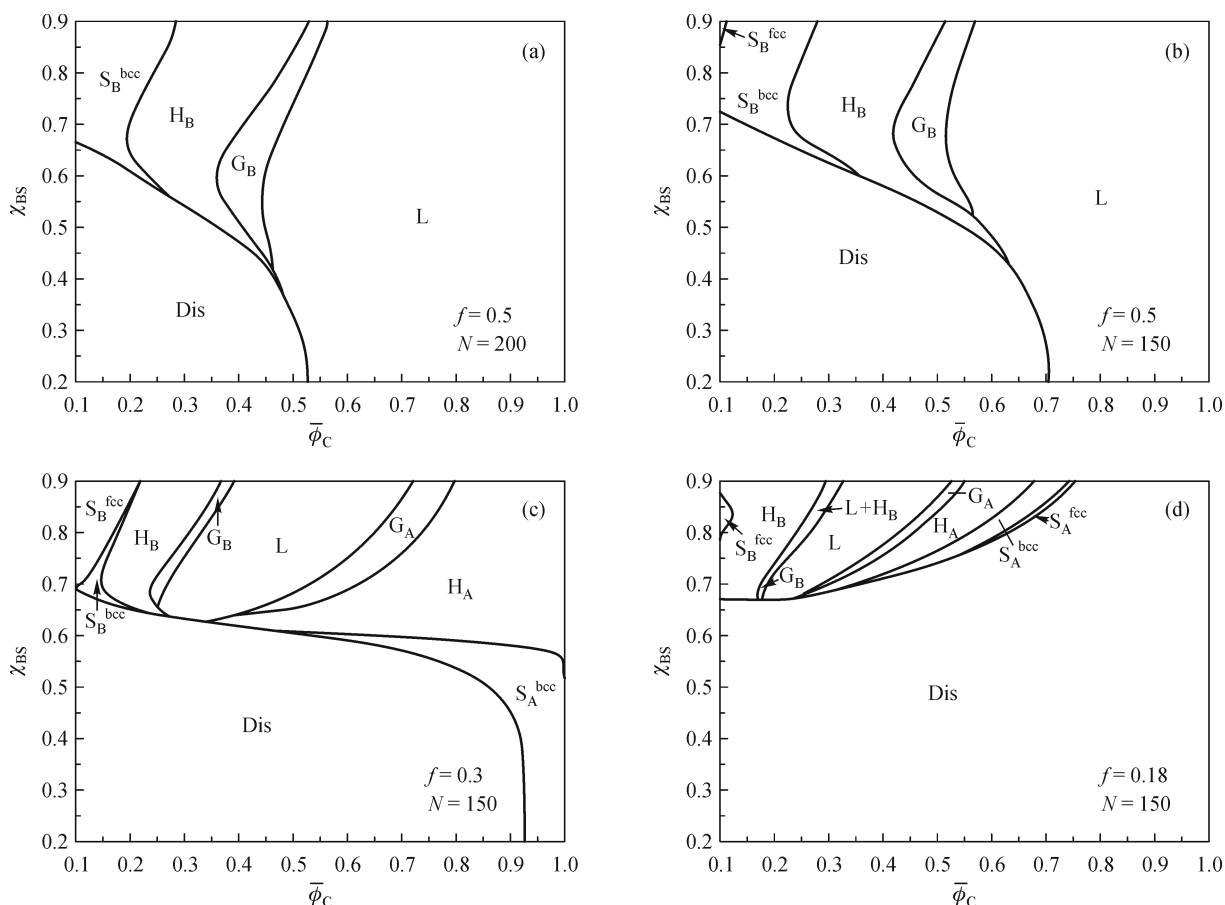 (a)
0.9
0.8
0.7
0.6
0.5
0.4
0.3
0.2
χBS
S_B^bcc
H_B
G_B
L
Dis
f = 0.5
N = 200
0.1 0.2 0.3 0.4 0.5 0.6 0.7 0.8 0.9 1.0
ϕ̄_C
(b)
0.9
0.8
0.7
0.6
0.5
0.4
0.3
0.2
χBS
S_B^fcc
S_B^bcc
H_B
G_B
L
Dis
f = 0.5
N = 150
0.1 0.2 0.3 0.4 0.5 0.6 0.7 0.8 0.9 1.0
ϕ̄_C
(c)
0.9
0.8
0.7
0.6
0.5
0.4
0.3
0.2
χBS
S_B^fcc
H_B
G_B
L
G_A
H_A
S_B^bcc
S_A^bcc
Dis
f = 0.3
N = 150
0.1 0.2 0.3 0.4 0.5 0.6 0.7 0.8 0.9 1.0
ϕ̄_C
(d)
0.9
0.8
0.7
0.6
0.5
0.4
0.3
0.2
χBS
H_B
L+H_B
G_A
S_B^fcc
L
H_A
S_A^fcc
S_A^bcc
G_B
Dis
f = 0.18
N = 150
0.1 0.2 0.3 0.4 0.5 0.6 0.7 0.8 0.9 1.0
ϕ̄_C